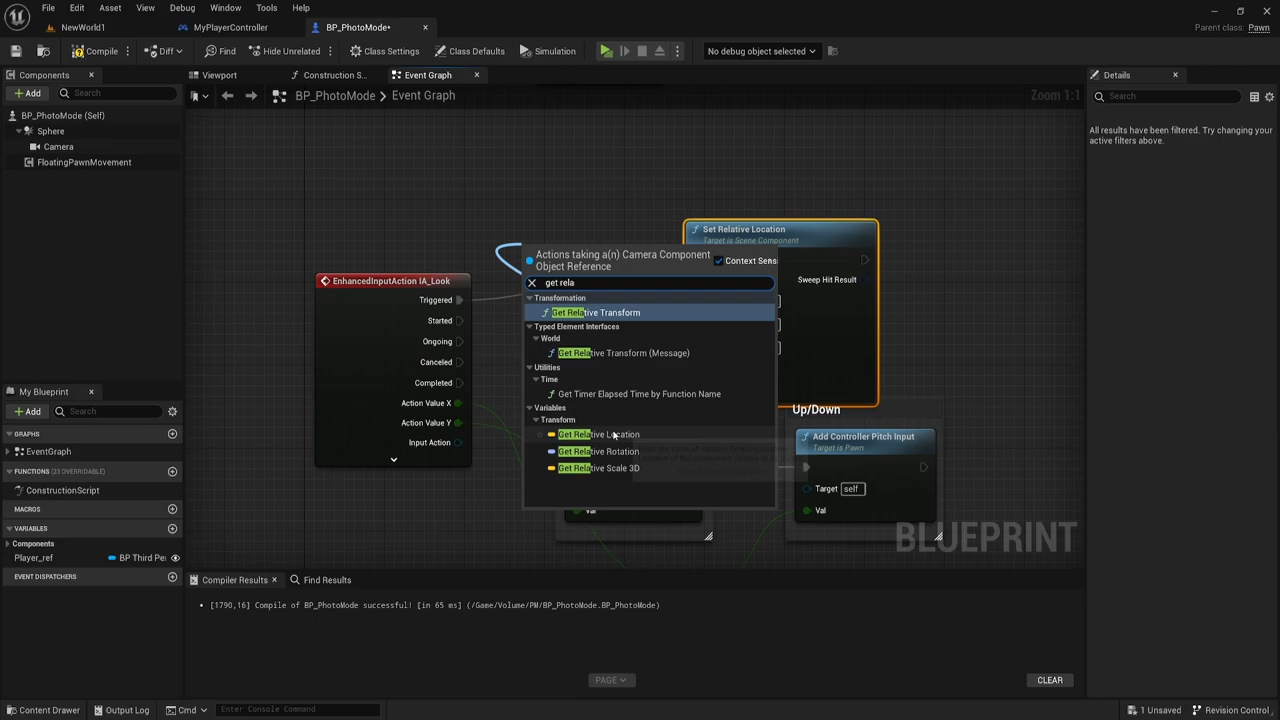 File Edit Asset View Debug Window Tools Help
NewWorld1 MyPlayerController BP_PhotoMode•
Parent class: Pawn
Compile Diff Find Hide Unrelated Class Settings Class Defaults Simulation No debug object selected
Components
Viewport Construction S... Event Graph
Details
Add Search
BP_PhotoMode Event Graph
Zoom 1:1
Search
BP_PhotoMode (Self)
Sphere
Camera
FloatingPawnMovement
All results have been filtered. Try changing your
active filters above.
Set Relative Location
Target is Scene Component
Sweep Hit Result
Actions taking a(n) Camera Component
Object Reference
Context Sens
get rela
Transformation
Get Relative Transform
Typed Element Interfaces
World
Get Relative Transform (Message)
Utilities
Time
Get Timer Elapsed Time by Function Name
Variables
Transform
Get Relative Location
Get Relative Rotation
Get Relative Scale 3D
EnhancedInputAction IA_Look
Triggered
Started
Ongoing
Canceled
Completed
Action Value X
Action Value Y
Input Action
Up/Down
Add Controller Pitch Input
Target is Pawn
Target self
Val
Val
BLUEPRINT
My Blueprint
Add Search
GRAPHS
EventGraph
FUNCTIONS (23 OVERRIDABLE)
ConstructionScript
MACROS
VARIABLES
Components
Player_ref BP Third Pe
EVENT DISPATCHERS
Compiler Results Find Results
[1790,16] Compile of BP_PhotoMode successful! [in 65 ms] (/Game/Volume/PM/BP_PhotoMode.BP_PhotoMode)
PAGE
CLEAR
Content Drawer Output Log Cmd Enter Console Command
1 Unsaved Revision Control